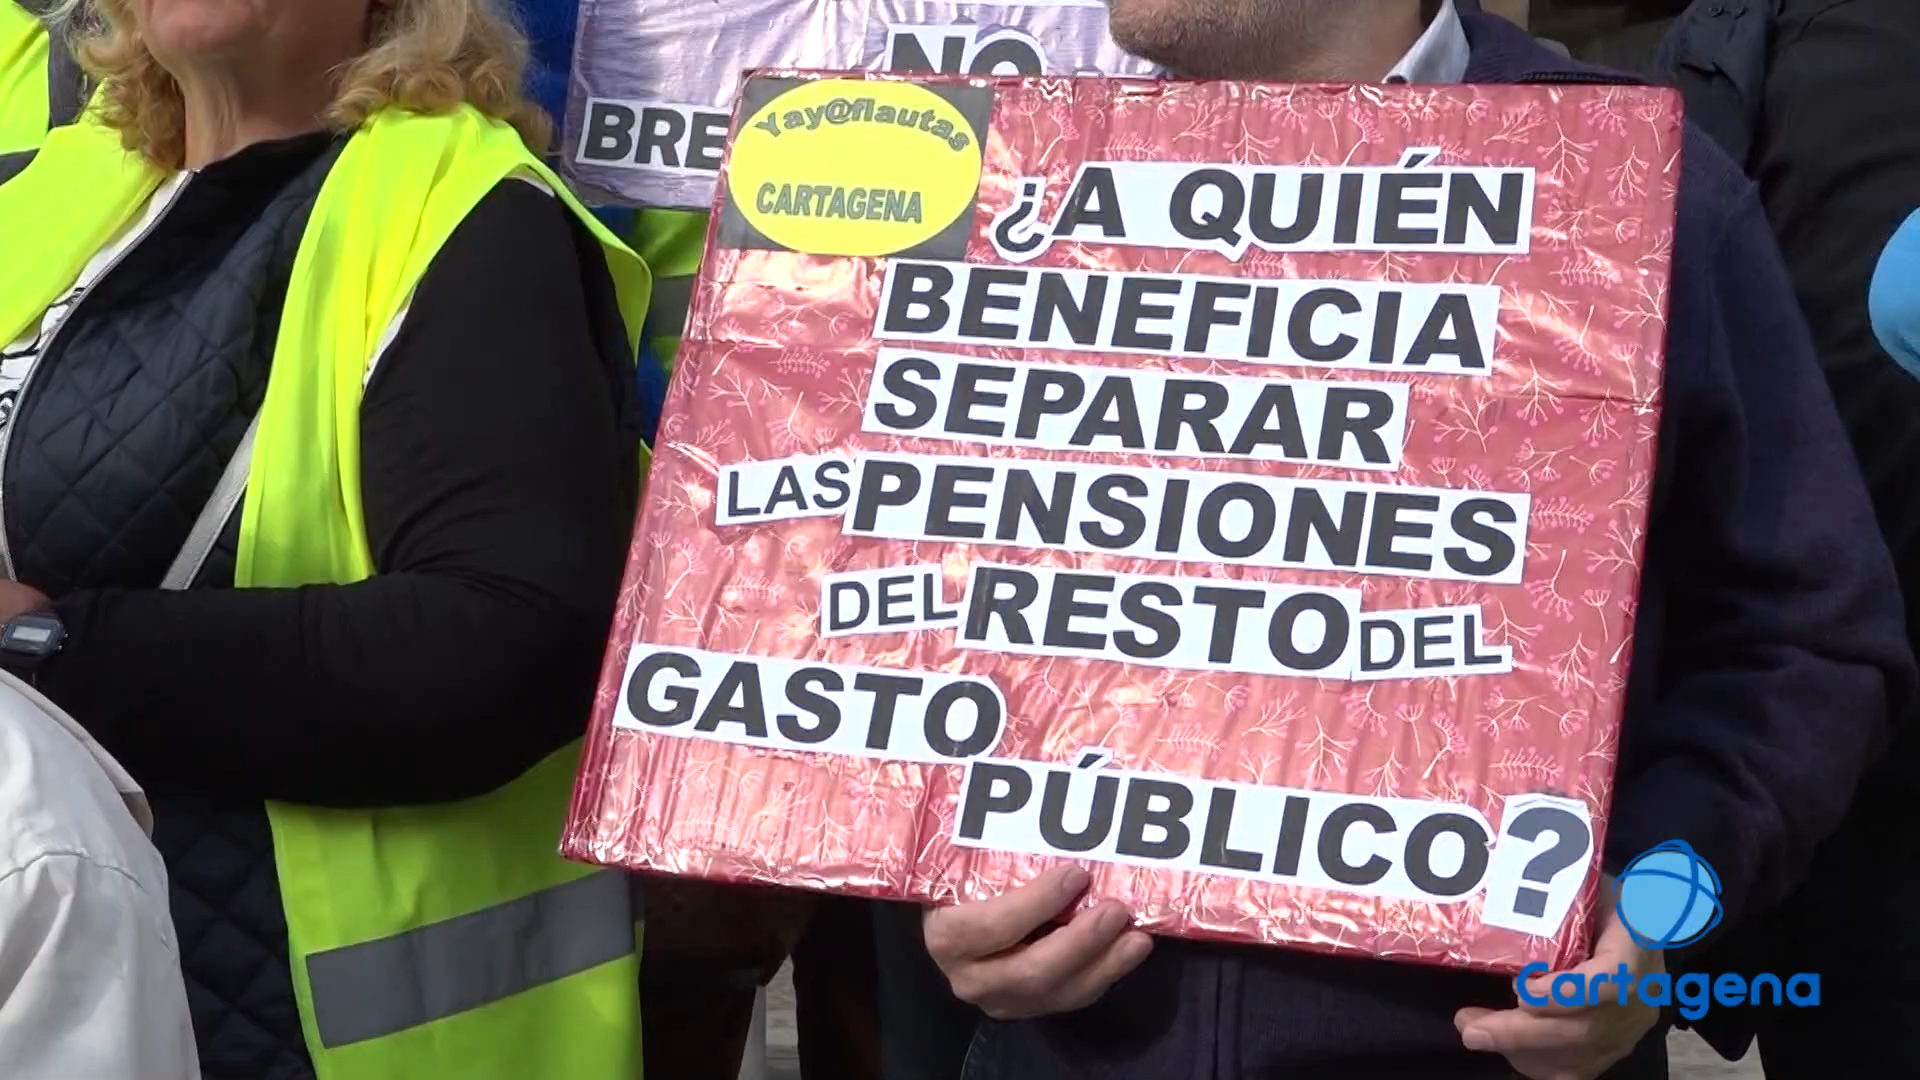 NO
BRE
Yay@flautas
CARTAGENA
¿A QUIÉN
BENEFICIA
SEPARAR
LAS PENSIONES
DEL RESTO DEL
GASTO
PÚBLICO?
Cartagena